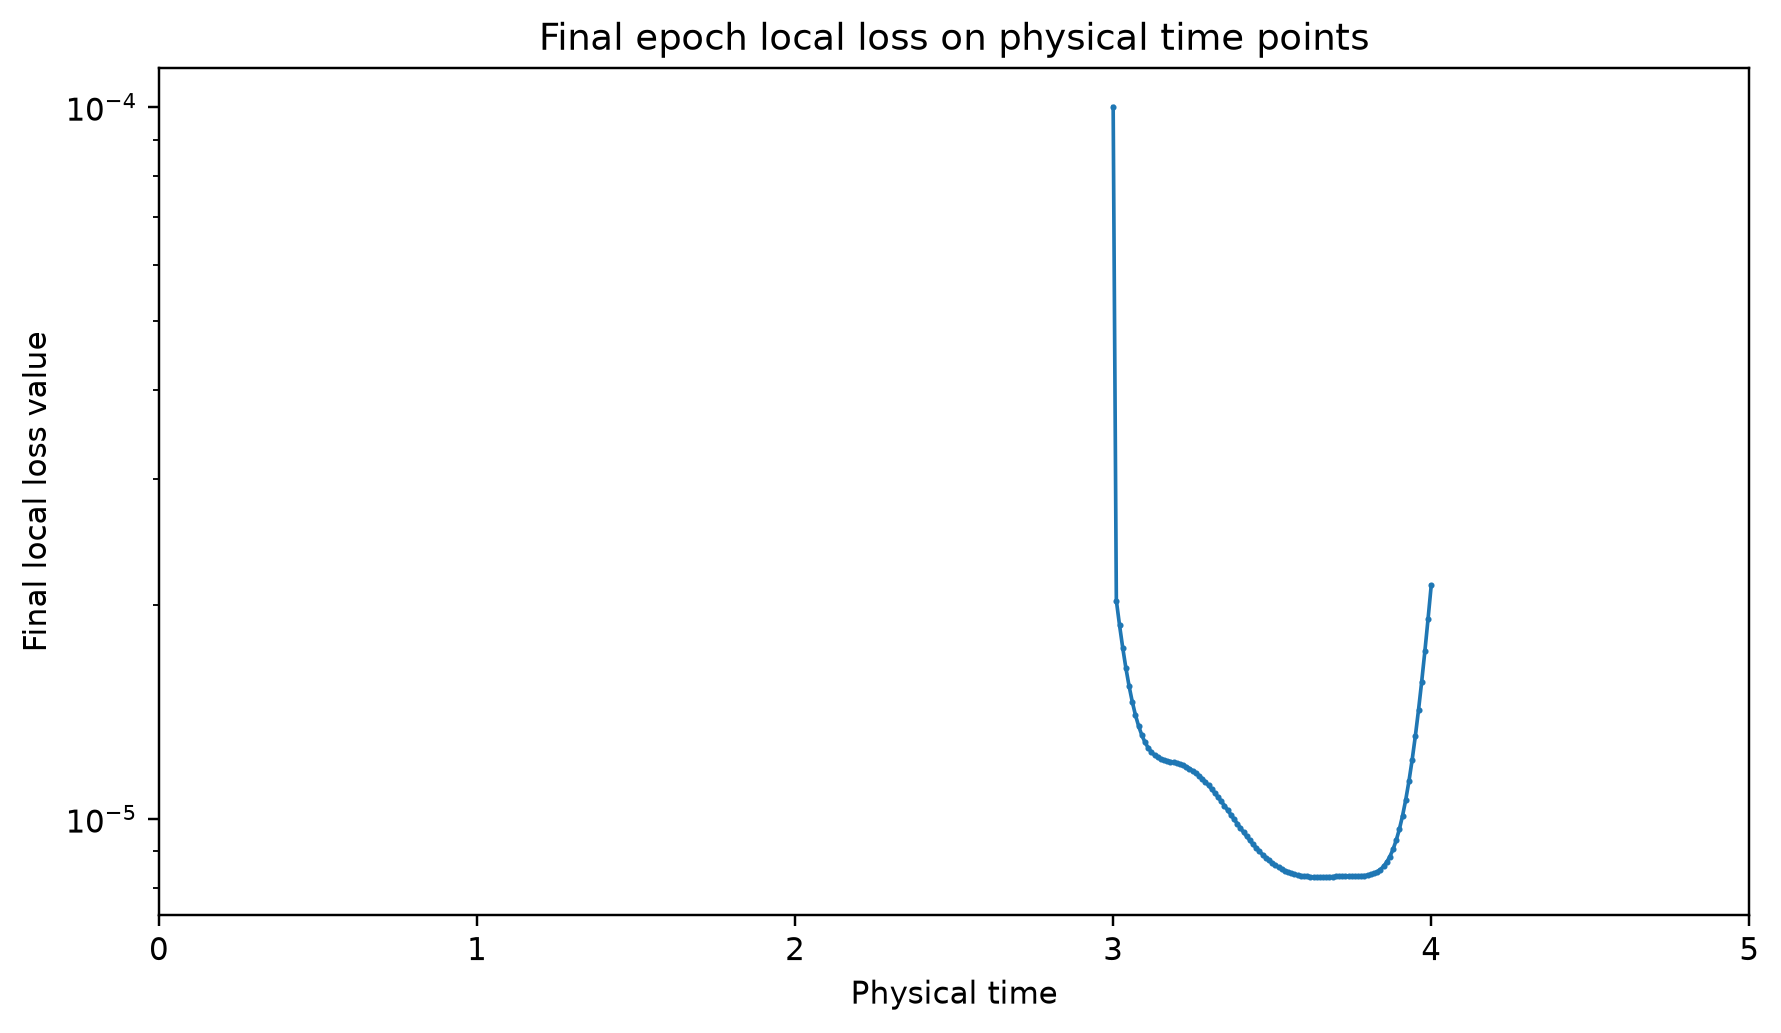 Final epoch local loss on physical time points
Final local loss value
10⁻⁴
10⁻⁵
0 1 2 3 4 5
Physical time